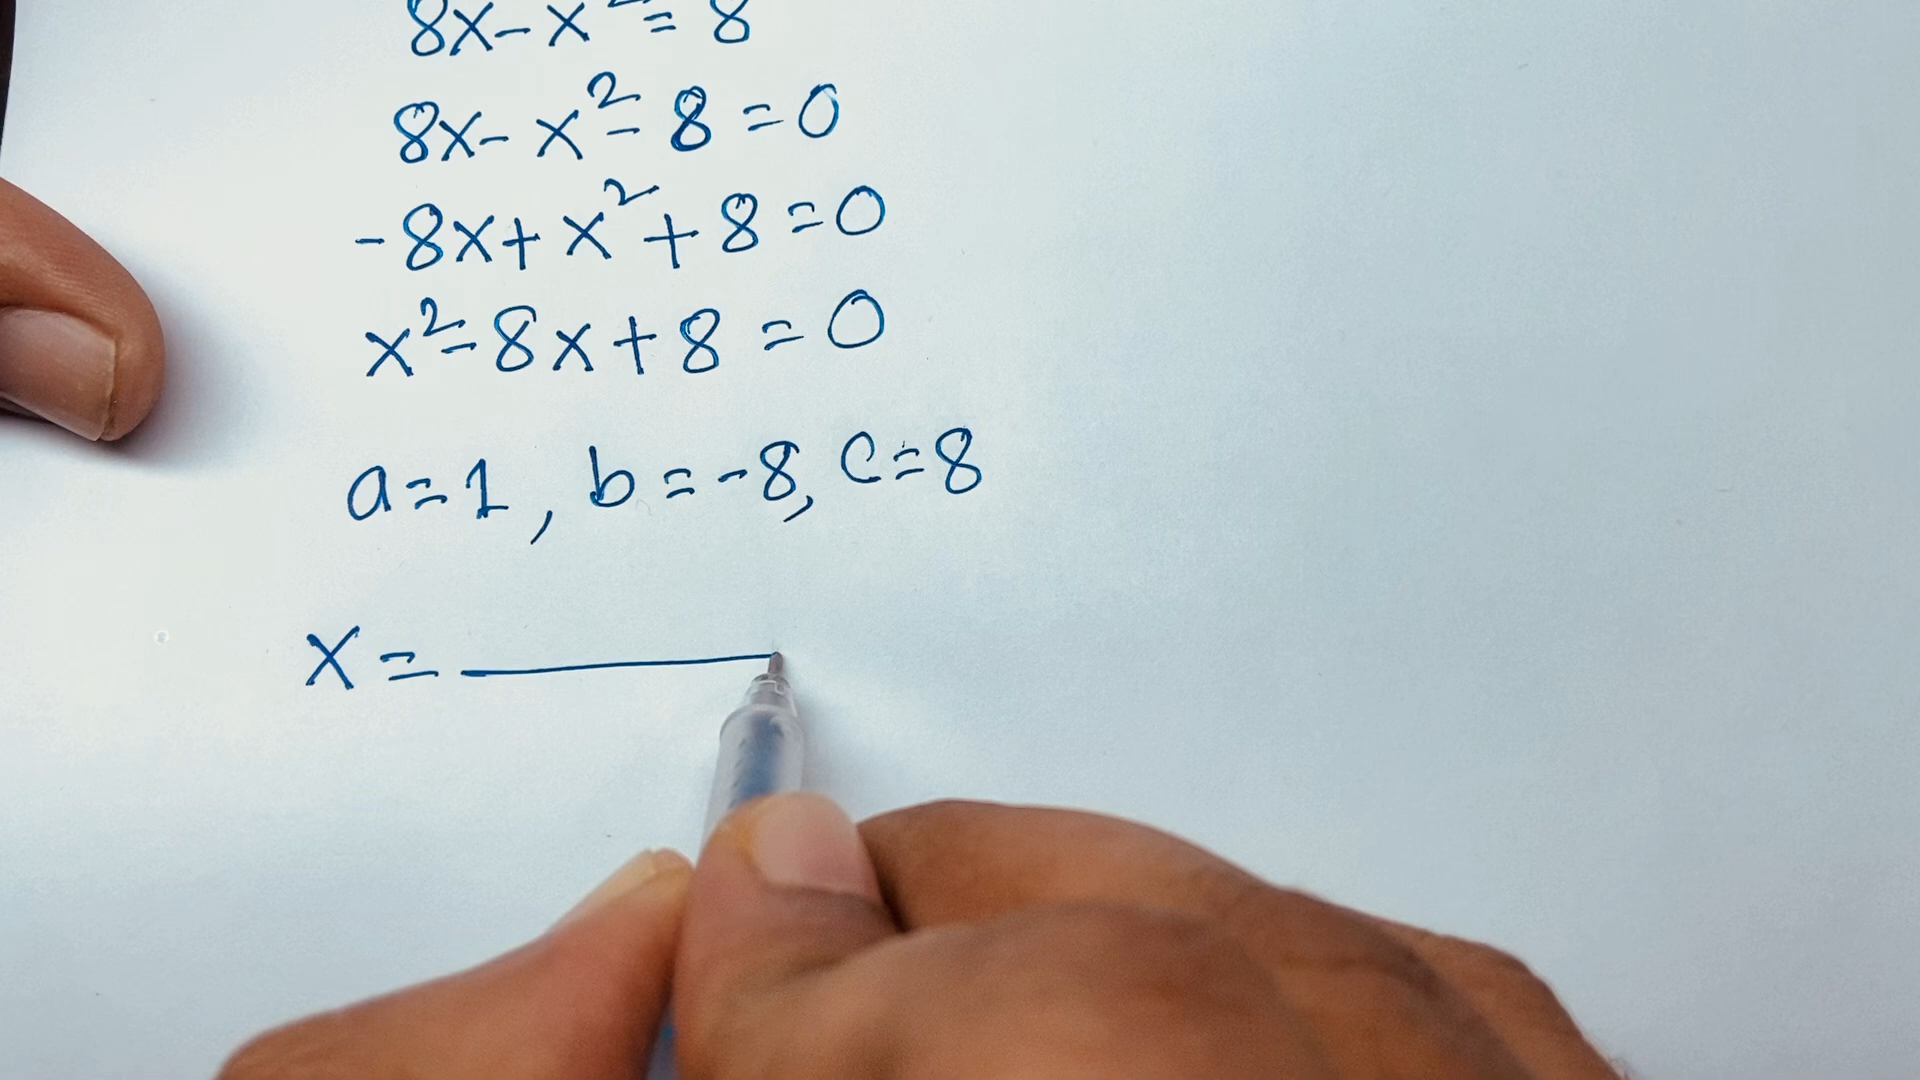 8x-x²=8
8x-x²-8=0
-8x+x²+8=0
x²-8x+8=0
a=1, b=-8, c=8
x=